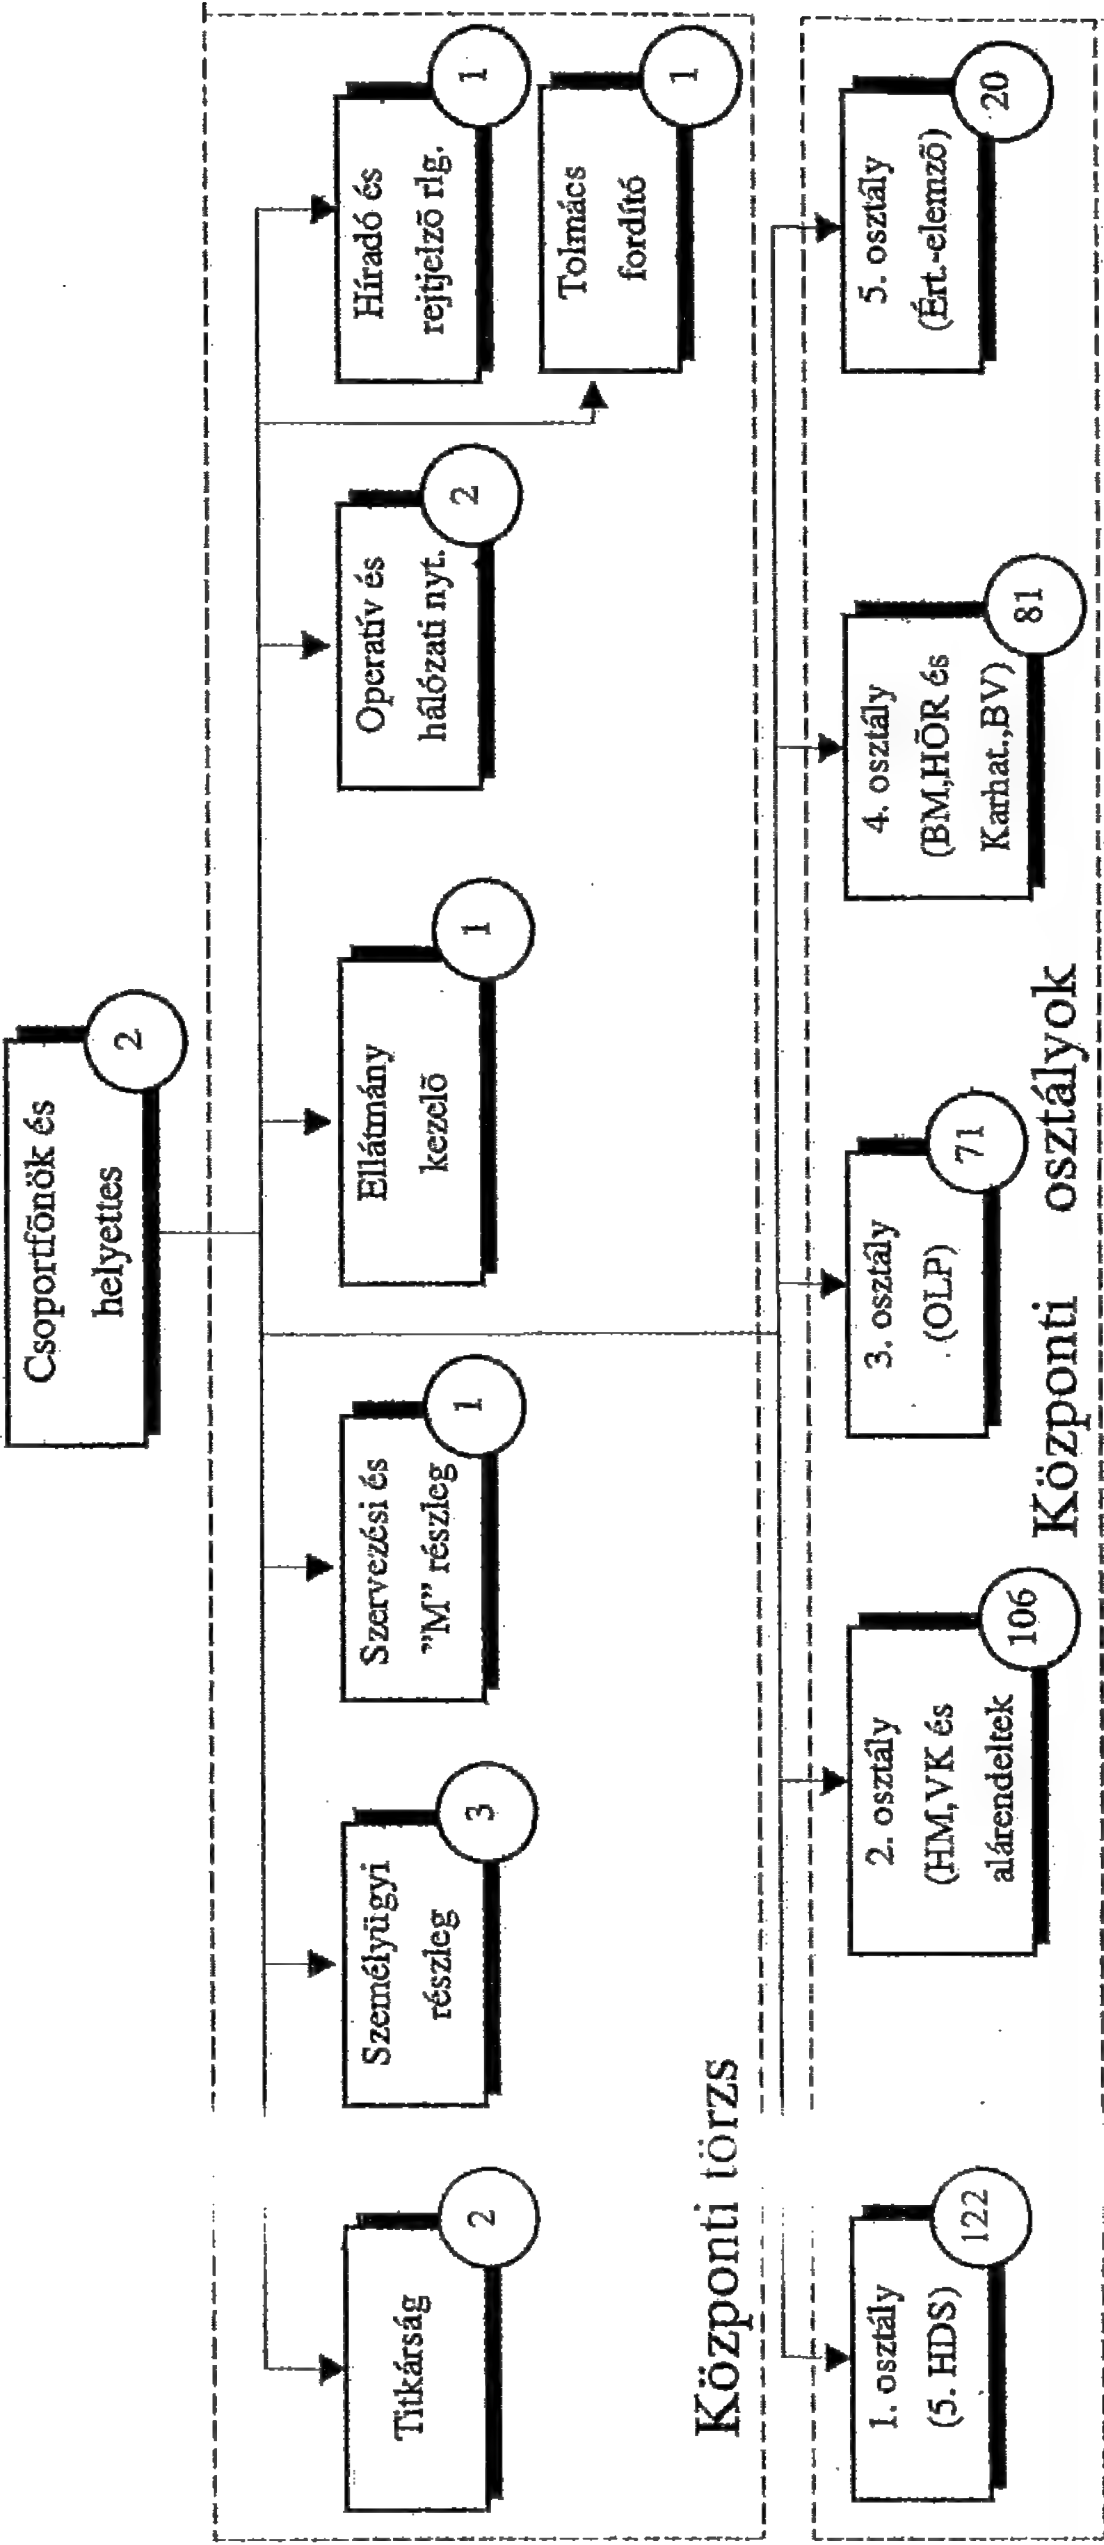 Csoportfőnök és
helyettes
2
Titkárság
2
Személyügyi
részleg
3
Szervezési és
"M" részleg
1
Ellátmány
kezelő
1
Operatív és
hálózati nyt.
2
Híradó és
rejtjelző rlg.
1
Tolmács
fordító
1
Központi törzs
1. osztály
(5. HDS)
122
2. osztály
(HM,VK és
alárendeltek
106
3. osztály
(OLP)
71
4. osztály
(BM,HŐR és
Karhat.,BV)
81
5. osztály
(Ért.-elemző)
20
Központi osztályok